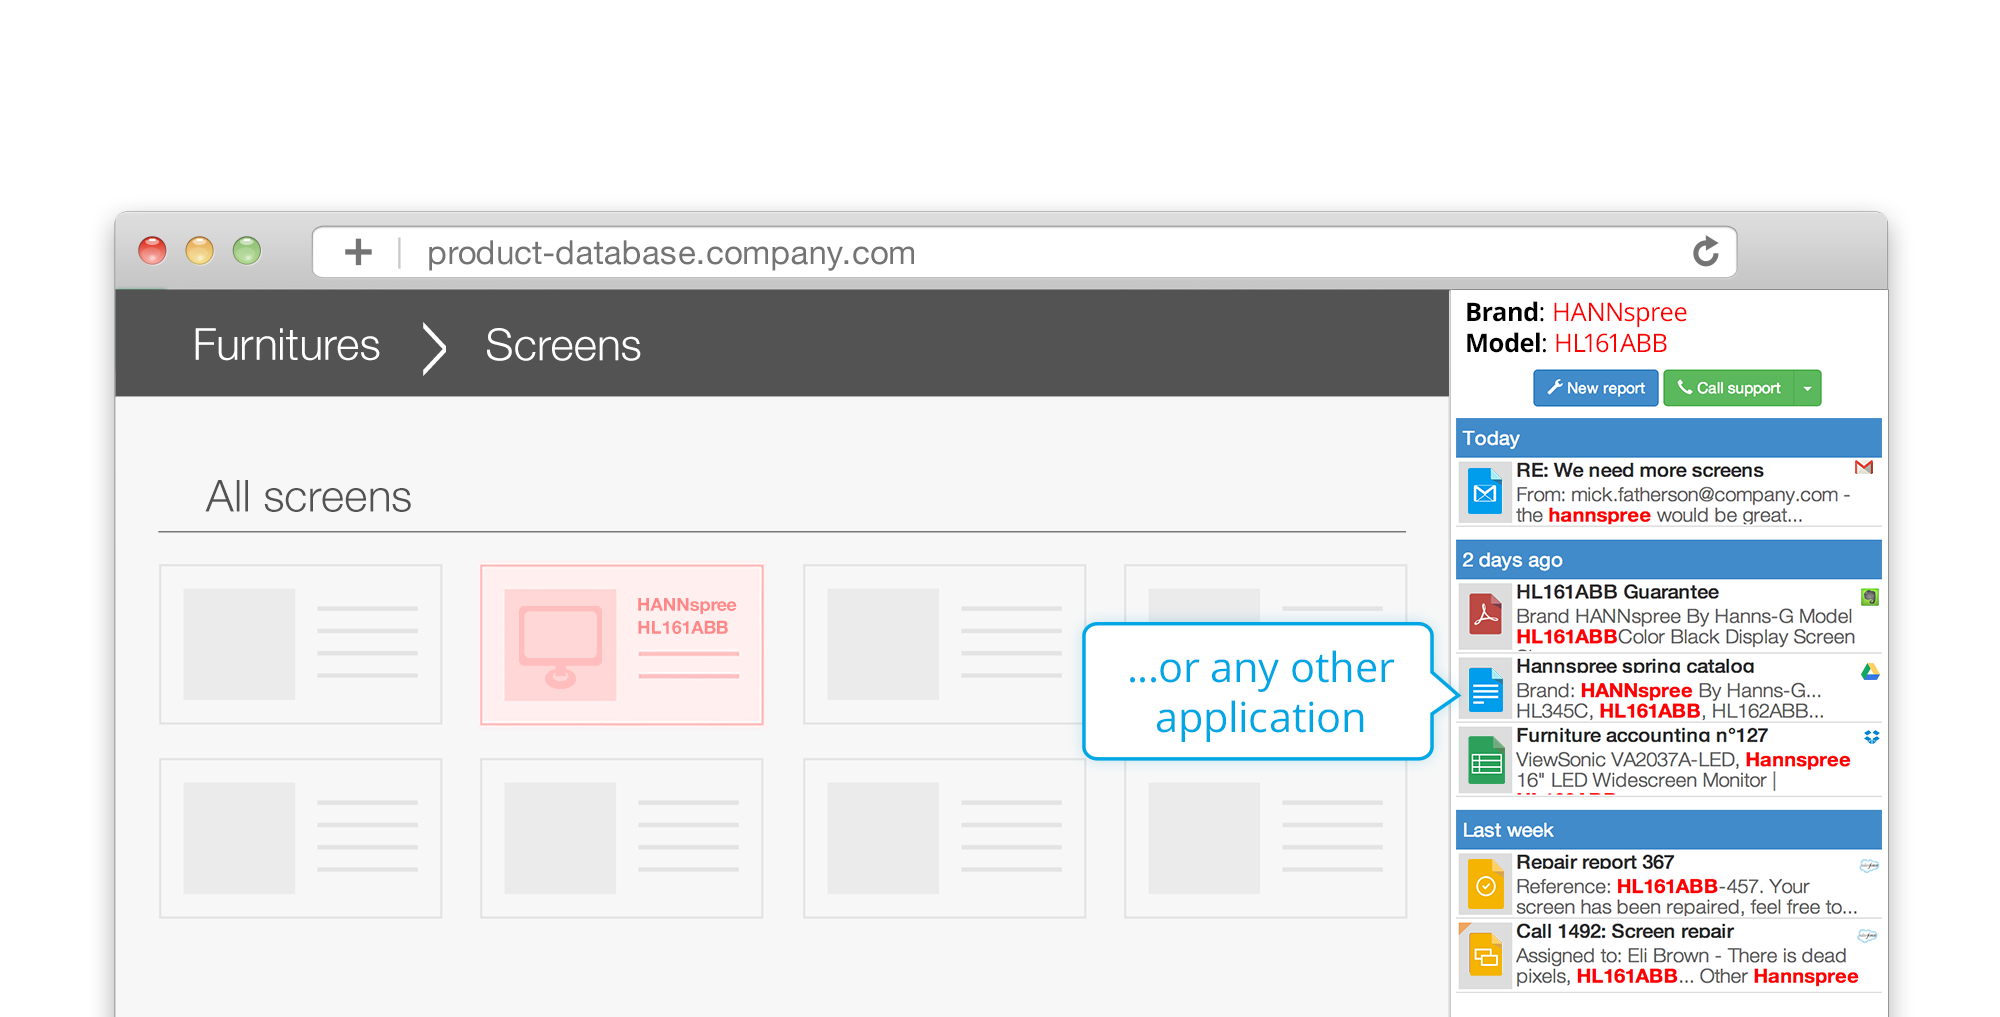 product-database.company.com
Furnitures
Screens
All screens
HANNspree
HL161ABB
...or any other
application
Brand: HANNspree
Model: HL161ABB
New report
Call support
Today
RE: We need more screens
From: mick.fatherson@company.com -
the hannspree would be great...
2 days ago
HL161ABB Guarantee
Brand HANNspree By Hanns-G Model
HL161ABBColor Black Display Screen
Hannspree spring catalog
Brand: HANNspree By Hanns-G...
HL345C, HL161ABB, HL162ABB...
Furniture accounting n°127
ViewSonic VA2037A-LED, Hannspree
16" LED Widescreen Monitor |
Last week
Repair report 367
Reference: HL161ABB-457. Your
screen has been repaired, feel free to...
Call 1492: Screen repair
Assigned to: Eli Brown - There is dead
pixels, HL161ABB... Other Hannspree